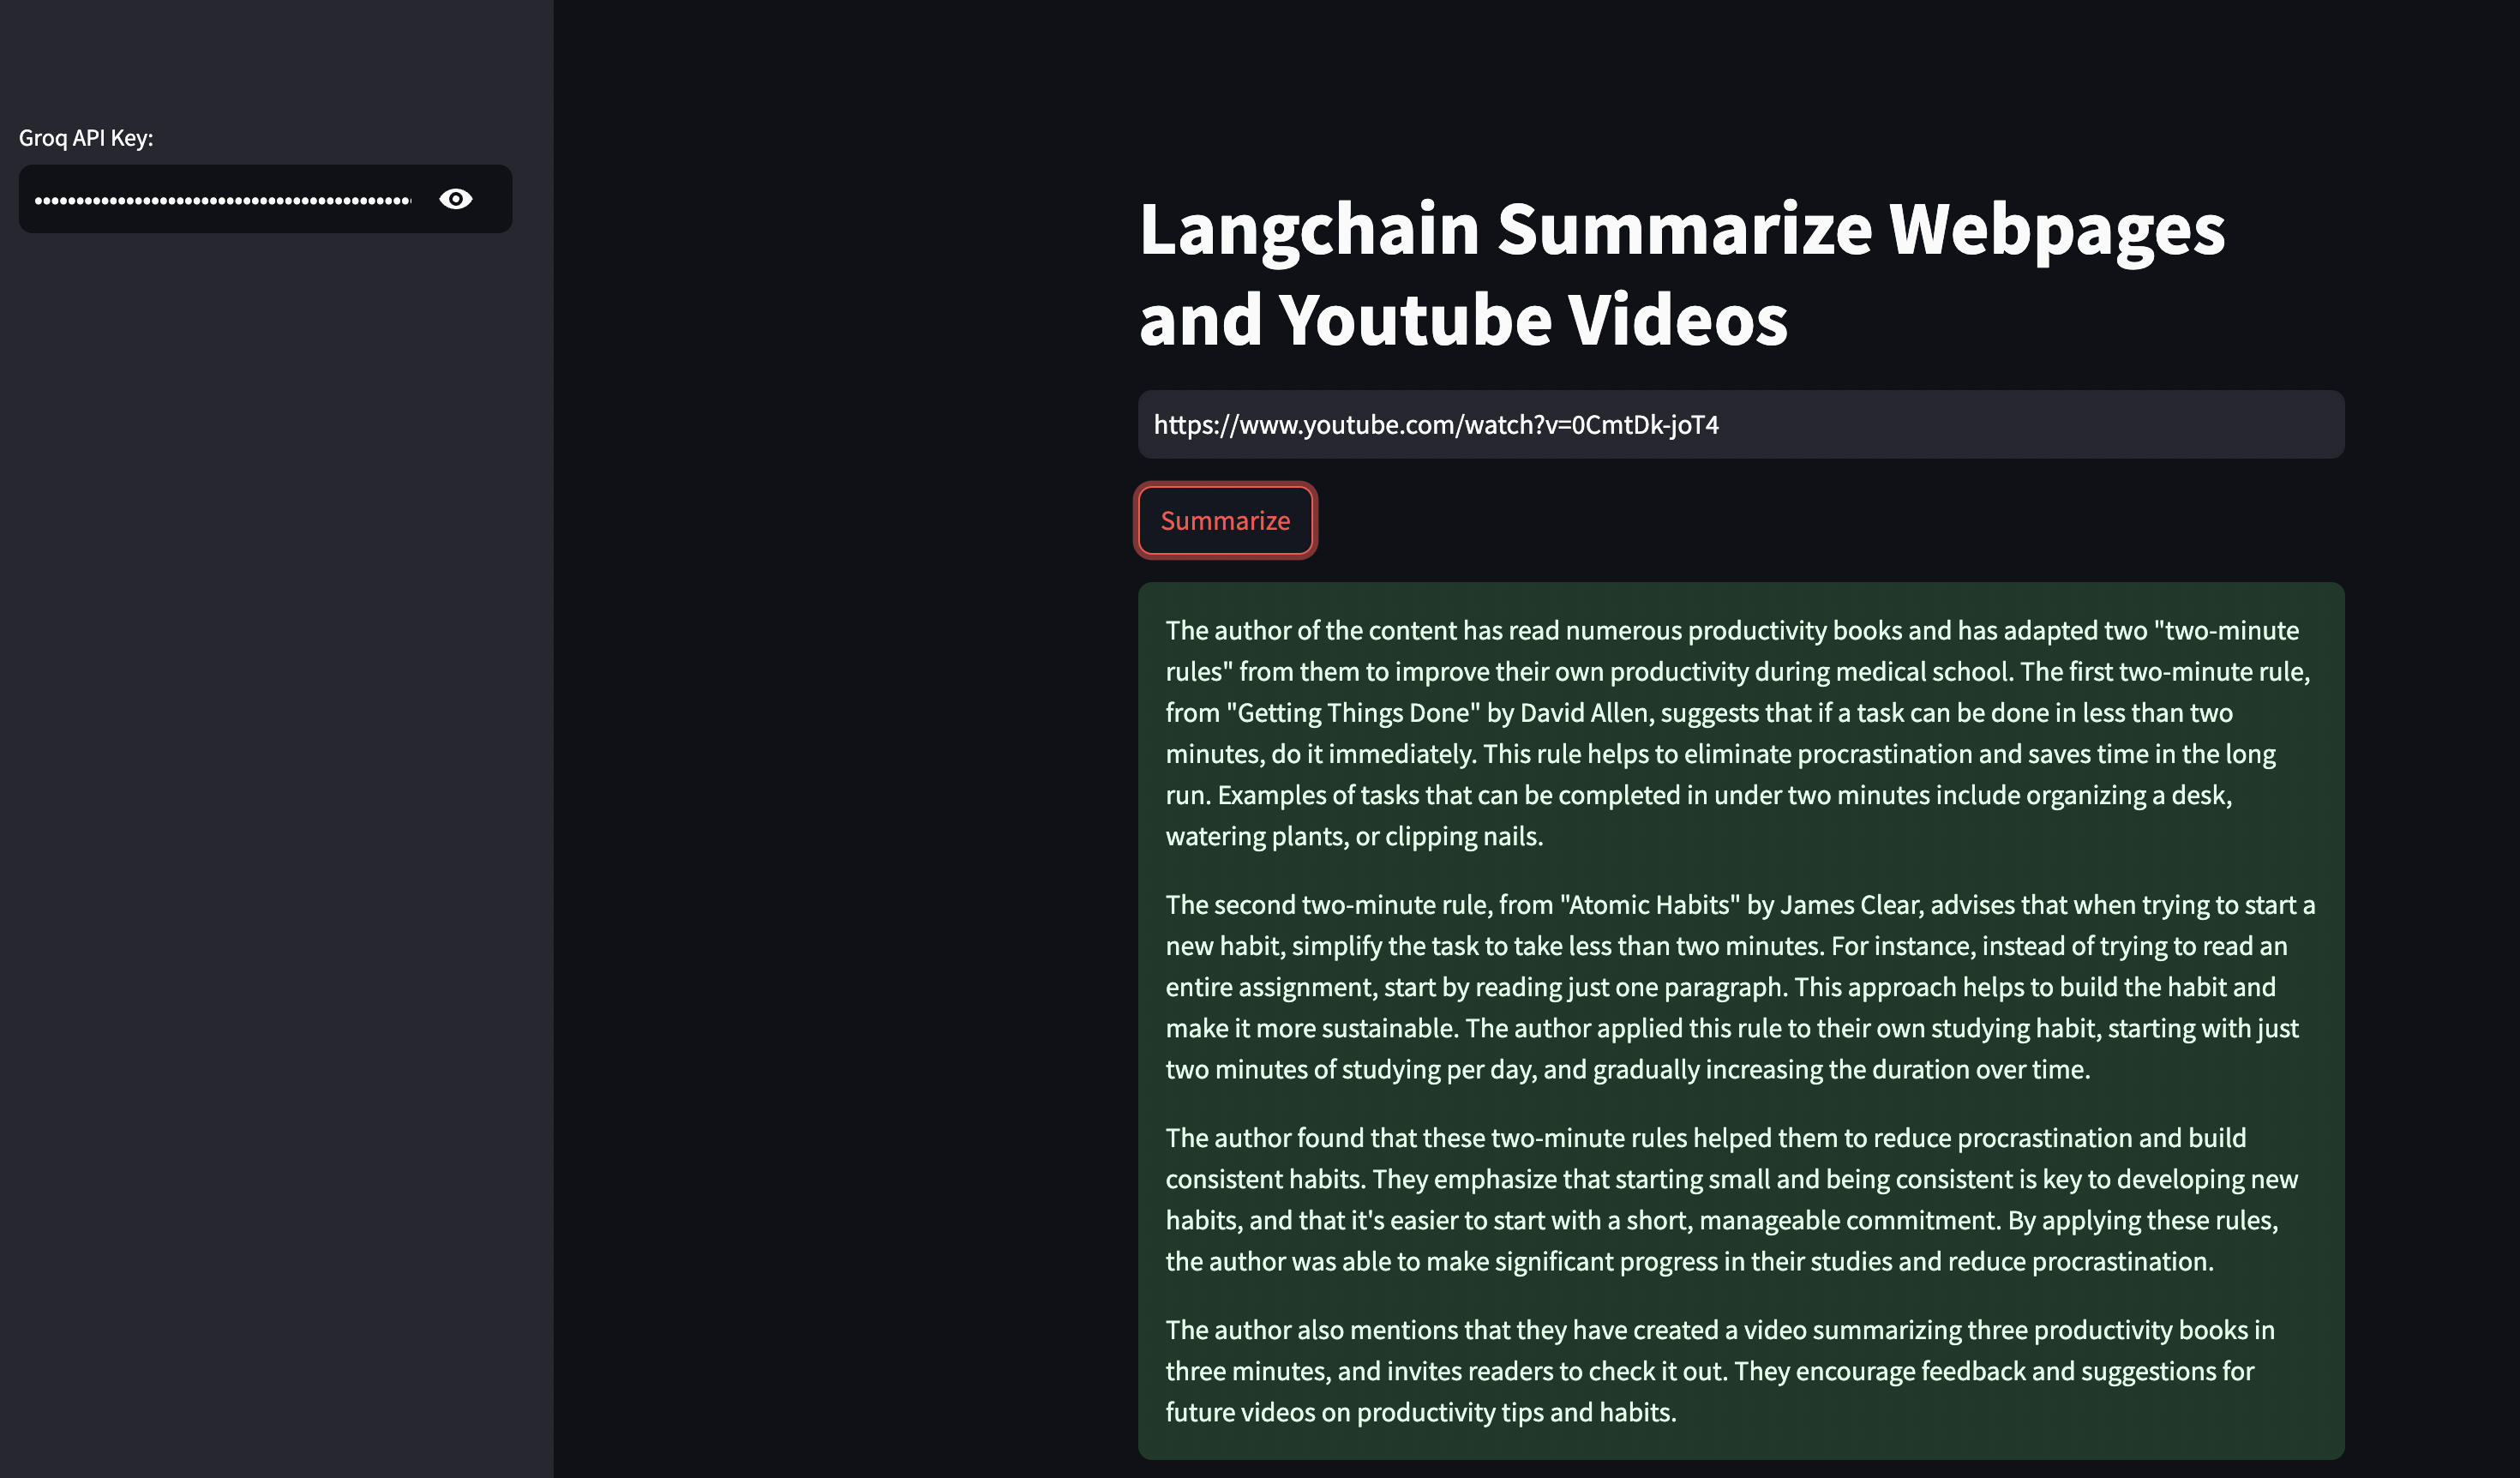 Groq API Key:
Langchain Summarize Webpages
and Youtube Videos
https://www.youtube.com/watch?v=0CmtDk-joT4
Summarize
The author of the content has read numerous productivity books and has adapted two "two-minute
rules" from them to improve their own productivity during medical school. The first two-minute rule,
from "Getting Things Done" by David Allen, suggests that if a task can be done in less than two
minutes, do it immediately. This rule helps to eliminate procrastination and saves time in the long
run. Examples of tasks that can be completed in under two minutes include organizing a desk,
watering plants, or clipping nails.
The second two-minute rule, from "Atomic Habits" by James Clear, advises that when trying to start a
new habit, simplify the task to take less than two minutes. For instance, instead of trying to read an
entire assignment, start by reading just one paragraph. This approach helps to build the habit and
make it more sustainable. The author applied this rule to their own studying habit, starting with just
two minutes of studying per day, and gradually increasing the duration over time.
The author found that these two-minute rules helped them to reduce procrastination and build
consistent habits. They emphasize that starting small and being consistent is key to developing new
habits, and that it's easier to start with a short, manageable commitment. By applying these rules,
the author was able to make significant progress in their studies and reduce procrastination.
The author also mentions that they have created a video summarizing three productivity books in
three minutes, and invites readers to check it out. They encourage feedback and suggestions for
future videos on productivity tips and habits.